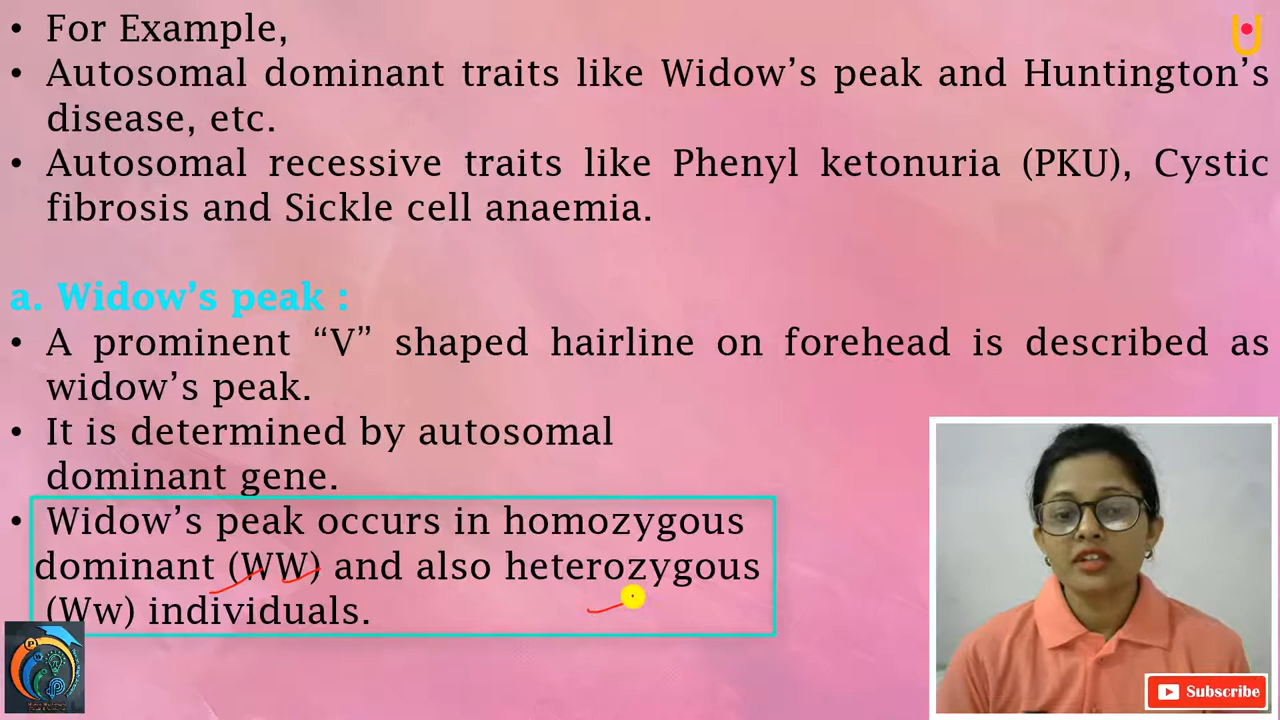 • For Example,
• Autosomal dominant traits like Widow’s peak and Huntington’s
disease, etc.
• Autosomal recessive traits like Phenyl ketonuria (PKU), Cystic
fibrosis and Sickle cell anaemia.
a. Widow’s peak :
• A prominent “V” shaped hairline on forehead is described as
widow’s peak.
• It is determined by autosomal
dominant gene.
• Widow’s peak occurs in homozygous
dominant (WW) and also heterozygous
(Ww) individuals.
Subscribe